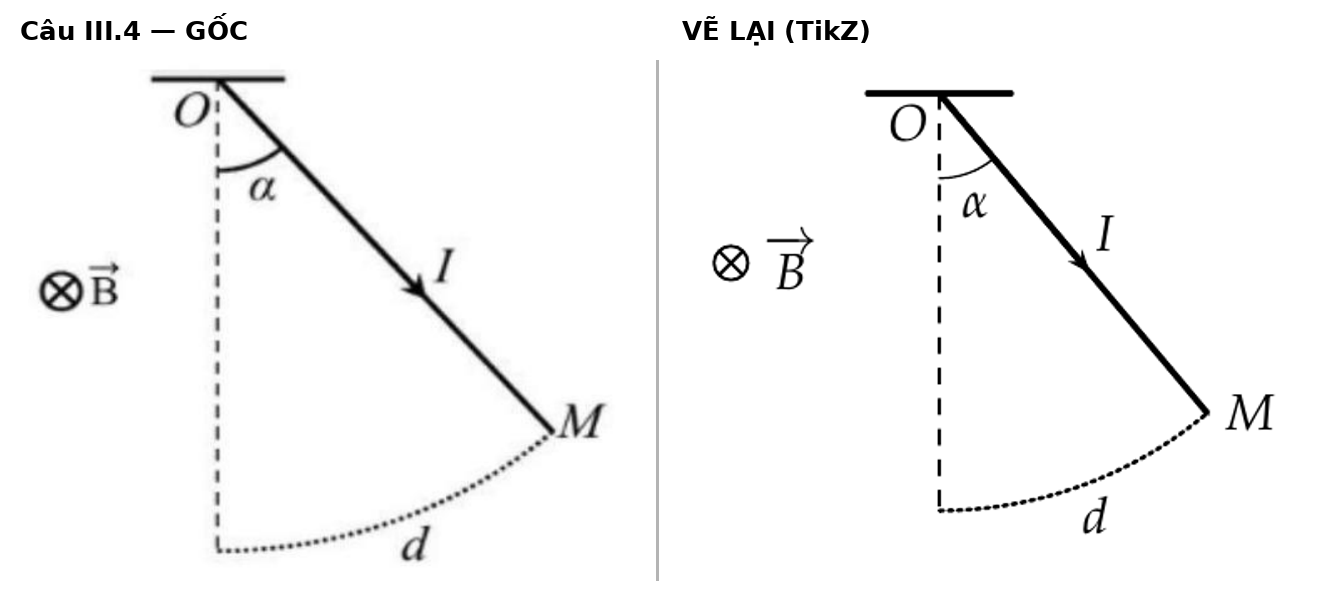 Câu III.4 — GỐC
O
α
I
⊗ B⃗
M
d
VẼ LẠI (TikZ)
O
α
I
⊗ B⃗
M
d